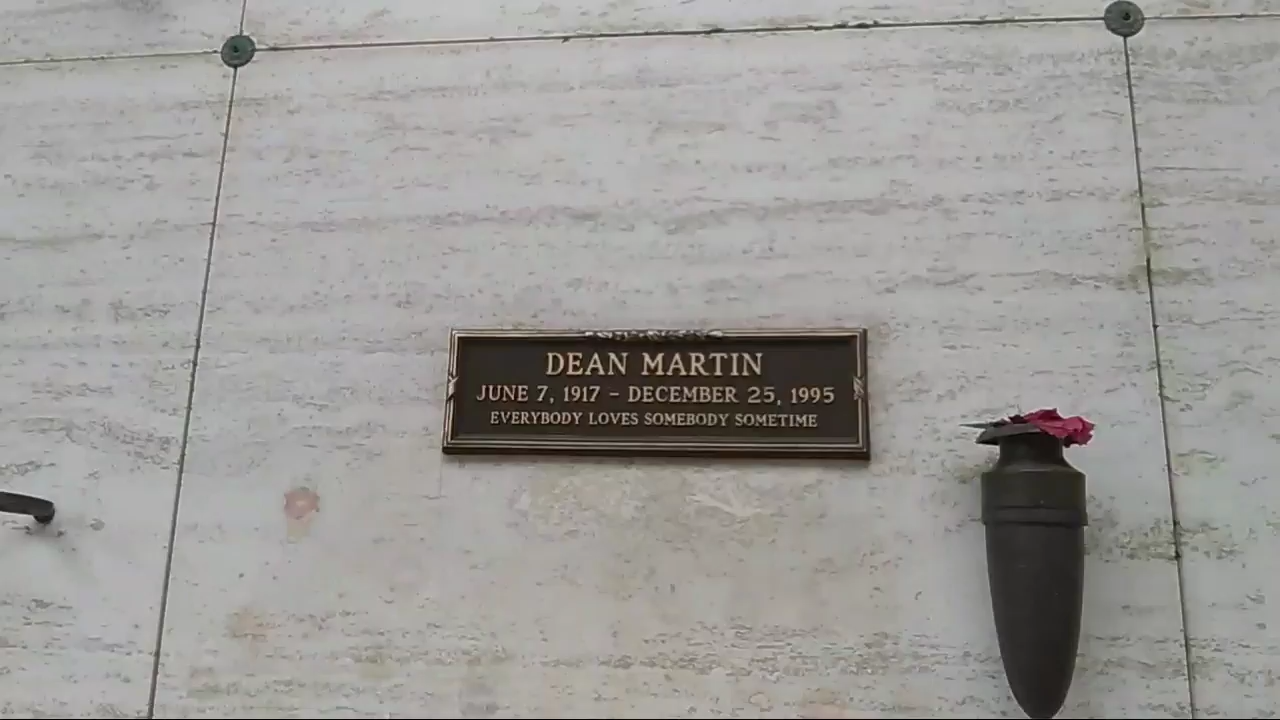 DEAN MARTIN
JUNE 7, 1917 – DECEMBER 25, 1995
EVERYBODY LOVES SOMEBODY SOMETIME